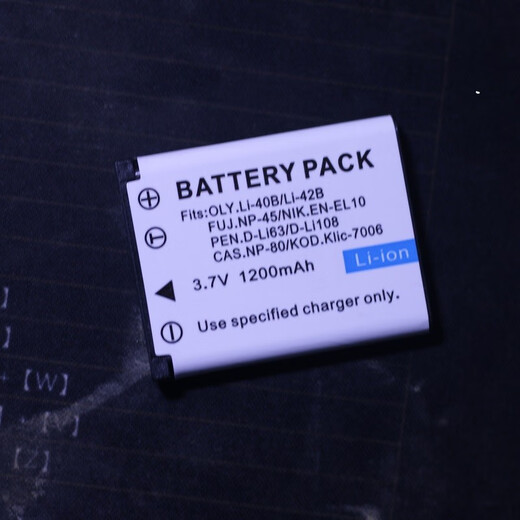 BATTERY PACK
Fits:OLY.Li-40B/Li-42B
FUJ.NP-45/NIK.EN-EL10
PEN.D-Li63/D-Li108
CAS.NP-80/KOD.Klic-7006
Li-ion
3.7V 1200mAh
Use specified charger only.
】
】
+【W】
【A】
【Z】